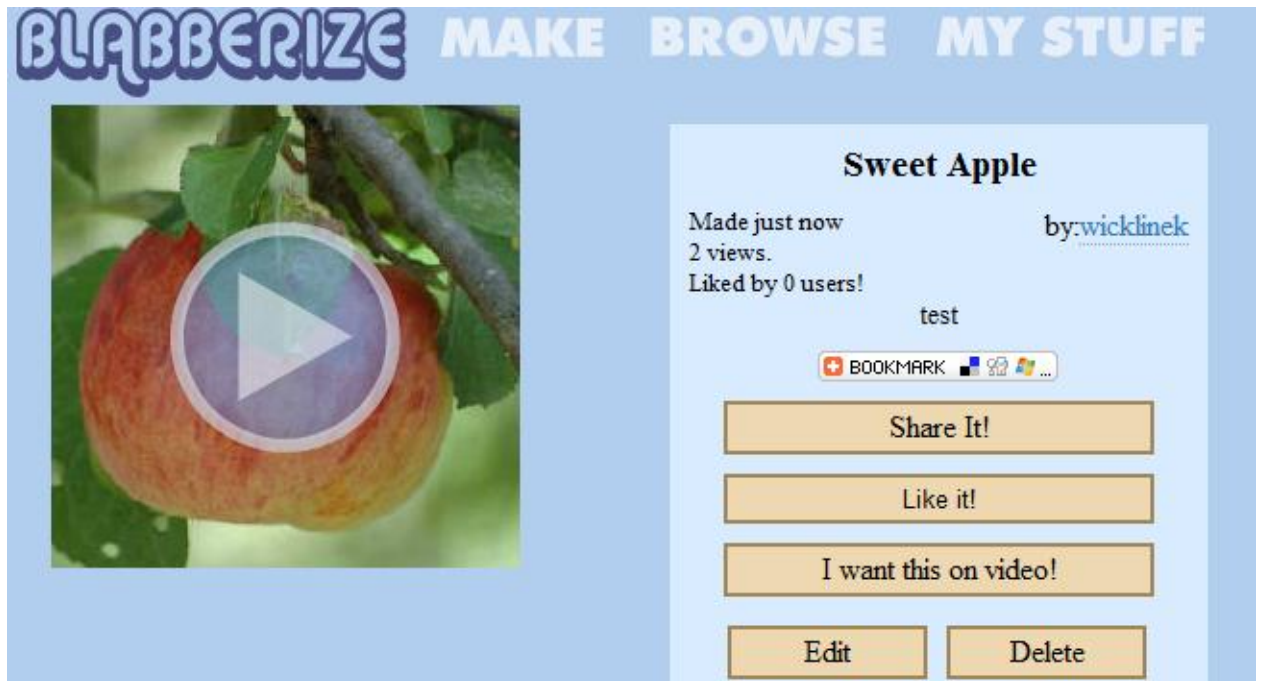 BLABBERIZE MAKE BROWSE MY STUFF
Sweet Apple
Made just now by:wicklinek
2 views.
Liked by 0 users!
test
BOOKMARK ...
Share It!
Like it!
I want this on video!
Edit Delete